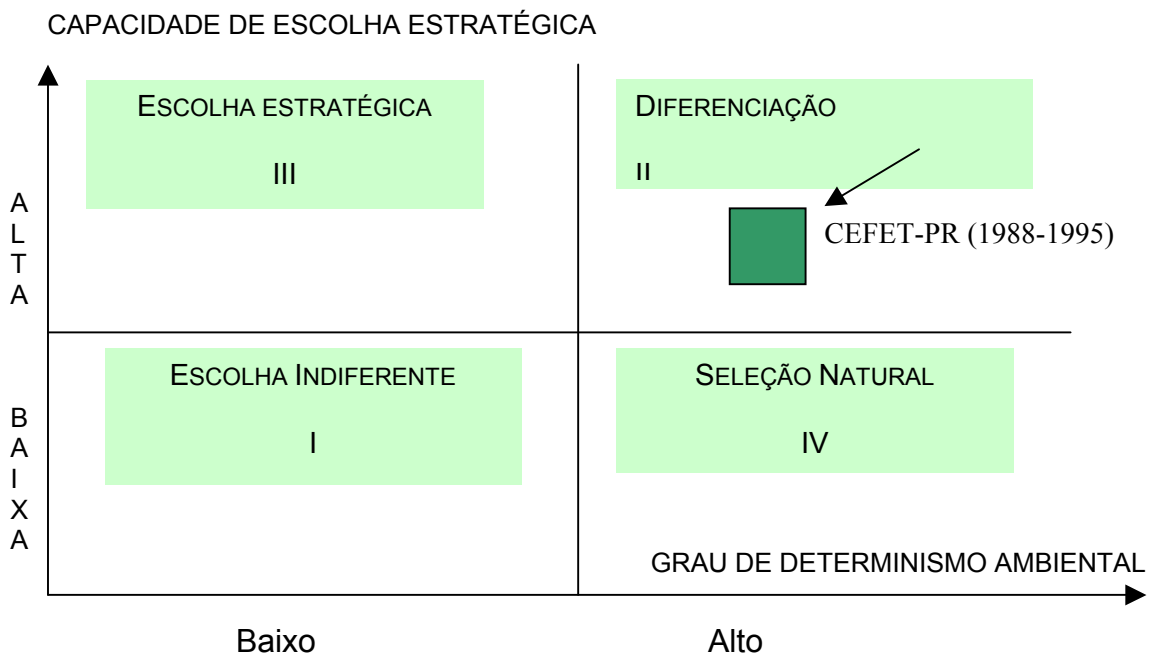 CAPACIDADE DE ESCOLHA ESTRATÉGICA
ESCOLHA ESTRATÉGICA
III
DIFERENCIAÇÃO
II
A
L
T
A
CEFET-PR (1988-1995)
ESCOLHA INDIFERENTE
I
SELEÇÃO NATURAL
IV
B
A
I
X
A
GRAU DE DETERMINISMO AMBIENTAL
Baixo
Alto